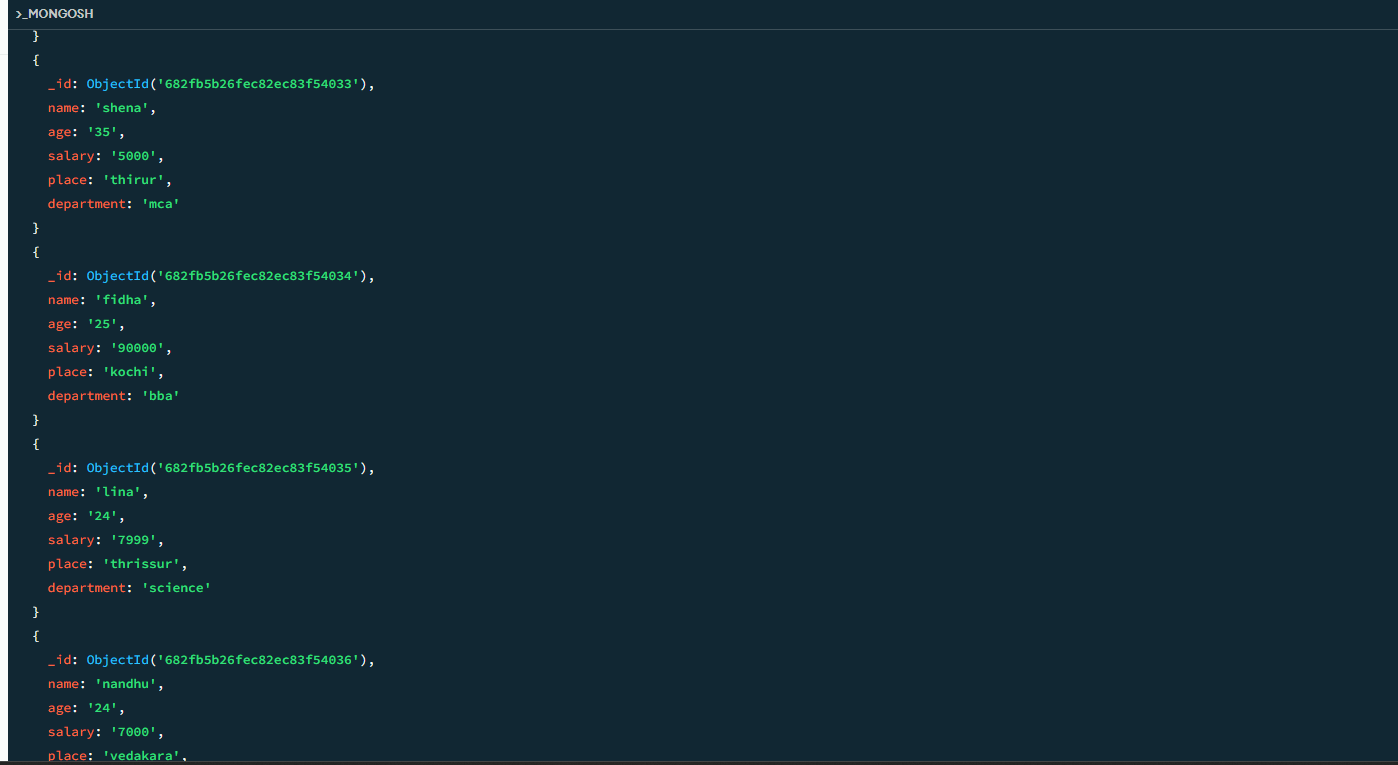 >_MONGOSH
}
{
_id: ObjectId('682fb5b26fec82ec83f54033'),
name: 'shena',
age: '35',
salary: '5000',
place: 'thirur',
department: 'mca'
}
{
_id: ObjectId('682fb5b26fec82ec83f54034'),
name: 'fidha',
age: '25',
salary: '90000',
place: 'kochi',
department: 'bba'
}
{
_id: ObjectId('682fb5b26fec82ec83f54035'),
name: 'lina',
age: '24',
salary: '7999',
place: 'thrissur',
department: 'science'
}
{
_id: ObjectId('682fb5b26fec82ec83f54036'),
name: 'nandhu',
age: '24',
salary: '7000',
place: 'vedakara',